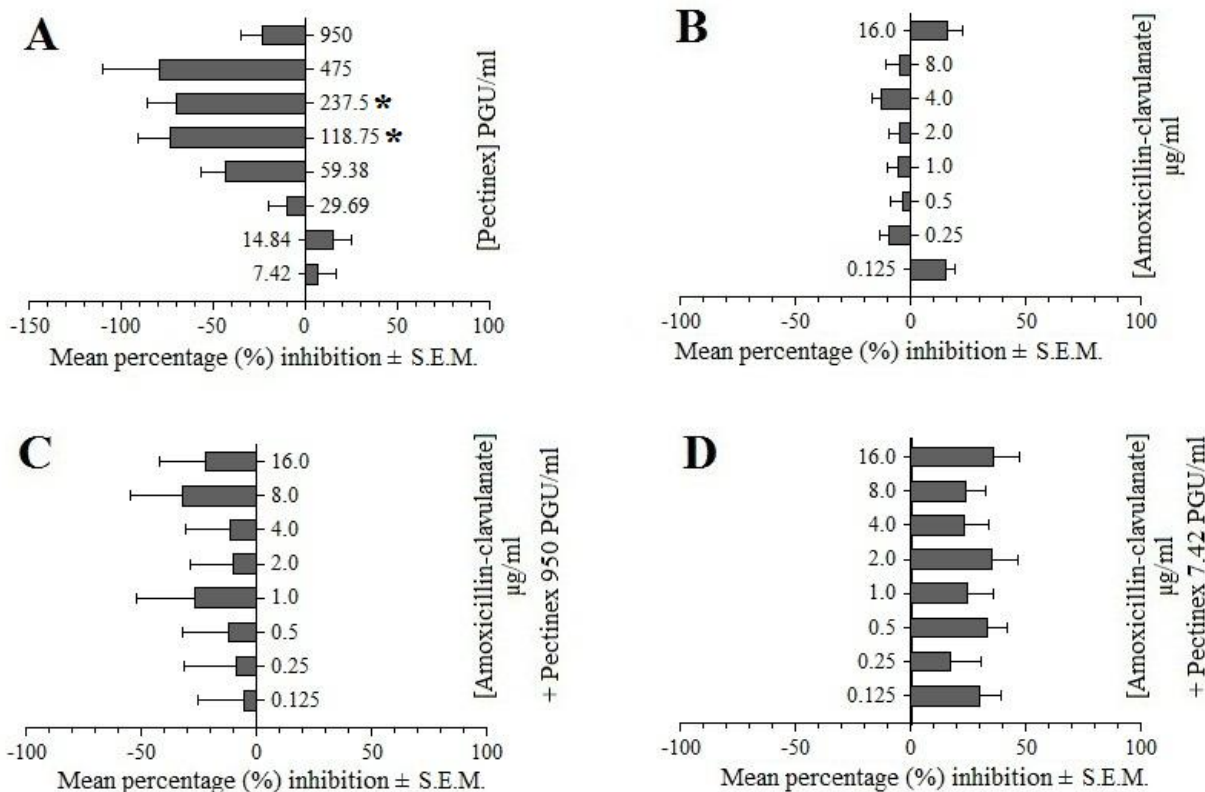 A
950
475
237.5 *
118.75 *
59.38
29.69
14.84
7.42
-150 -100 -50 0 50 100
Mean percentage (%) inhibition ± S.E.M.
[Pectinex] PGU/ml
B
16.0
8.0
4.0
2.0
1.0
0.5
0.25
0.125
-100 -50 0 50 100
Mean percentage (%) inhibition ± S.E.M.
[Amoxicillin-clavulanate]
μg/ml
C
16.0
8.0
4.0
2.0
1.0
0.5
0.25
0.125
-100 -50 0 50 100
Mean percentage (%) inhibition ± S.E.M.
[Amoxicillin-clavulanate]
μg/ml
+ Pectinex 950 PGU/ml
D
16.0
8.0
4.0
2.0
1.0
0.5
0.25
0.125
-100 -50 0 50 100
Mean percentage (%) inhibition ± S.E.M.
[Amoxicillin-clavulanate]
μg/ml
+ Pectinex 7.42 PGU/ml